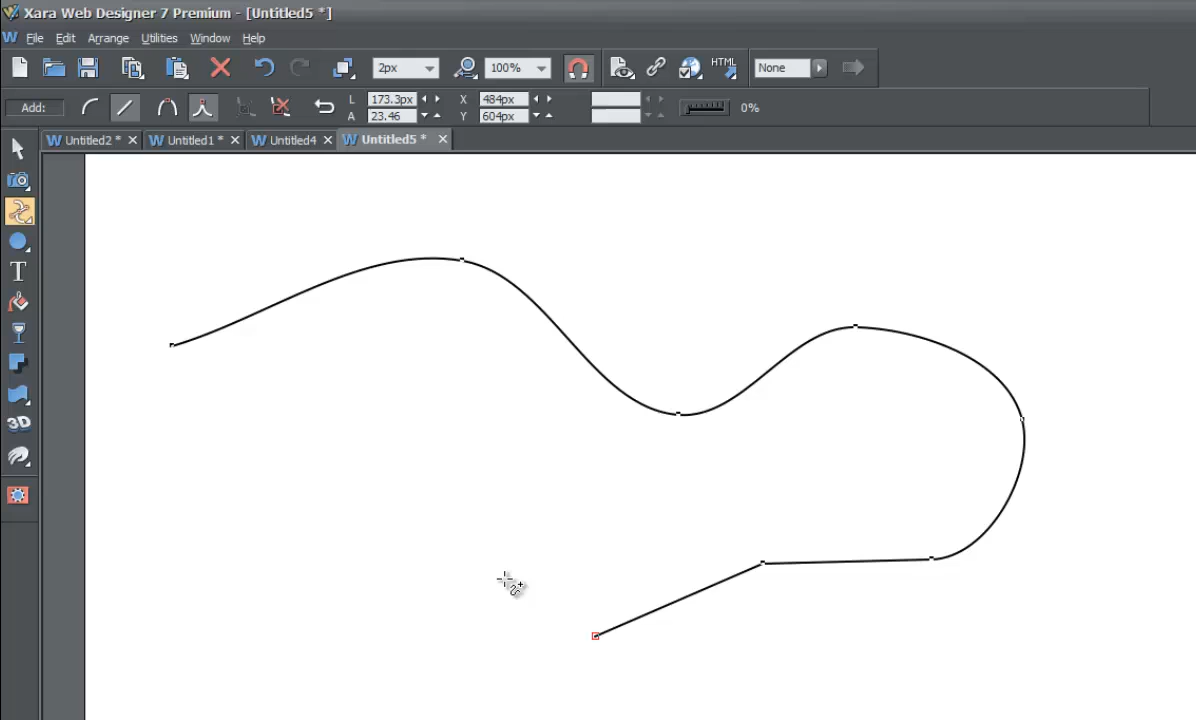 Xara Web Designer 7 Premium - [Untitled5 *]
File Edit Arrange Utilities Window Help
2px 100% HTML None
Add: L 173.3px X 484px 0%
A 23.46 Y 604px
Untitled2 * Untitled1 * Untitled4 Untitled5 *
T
3D